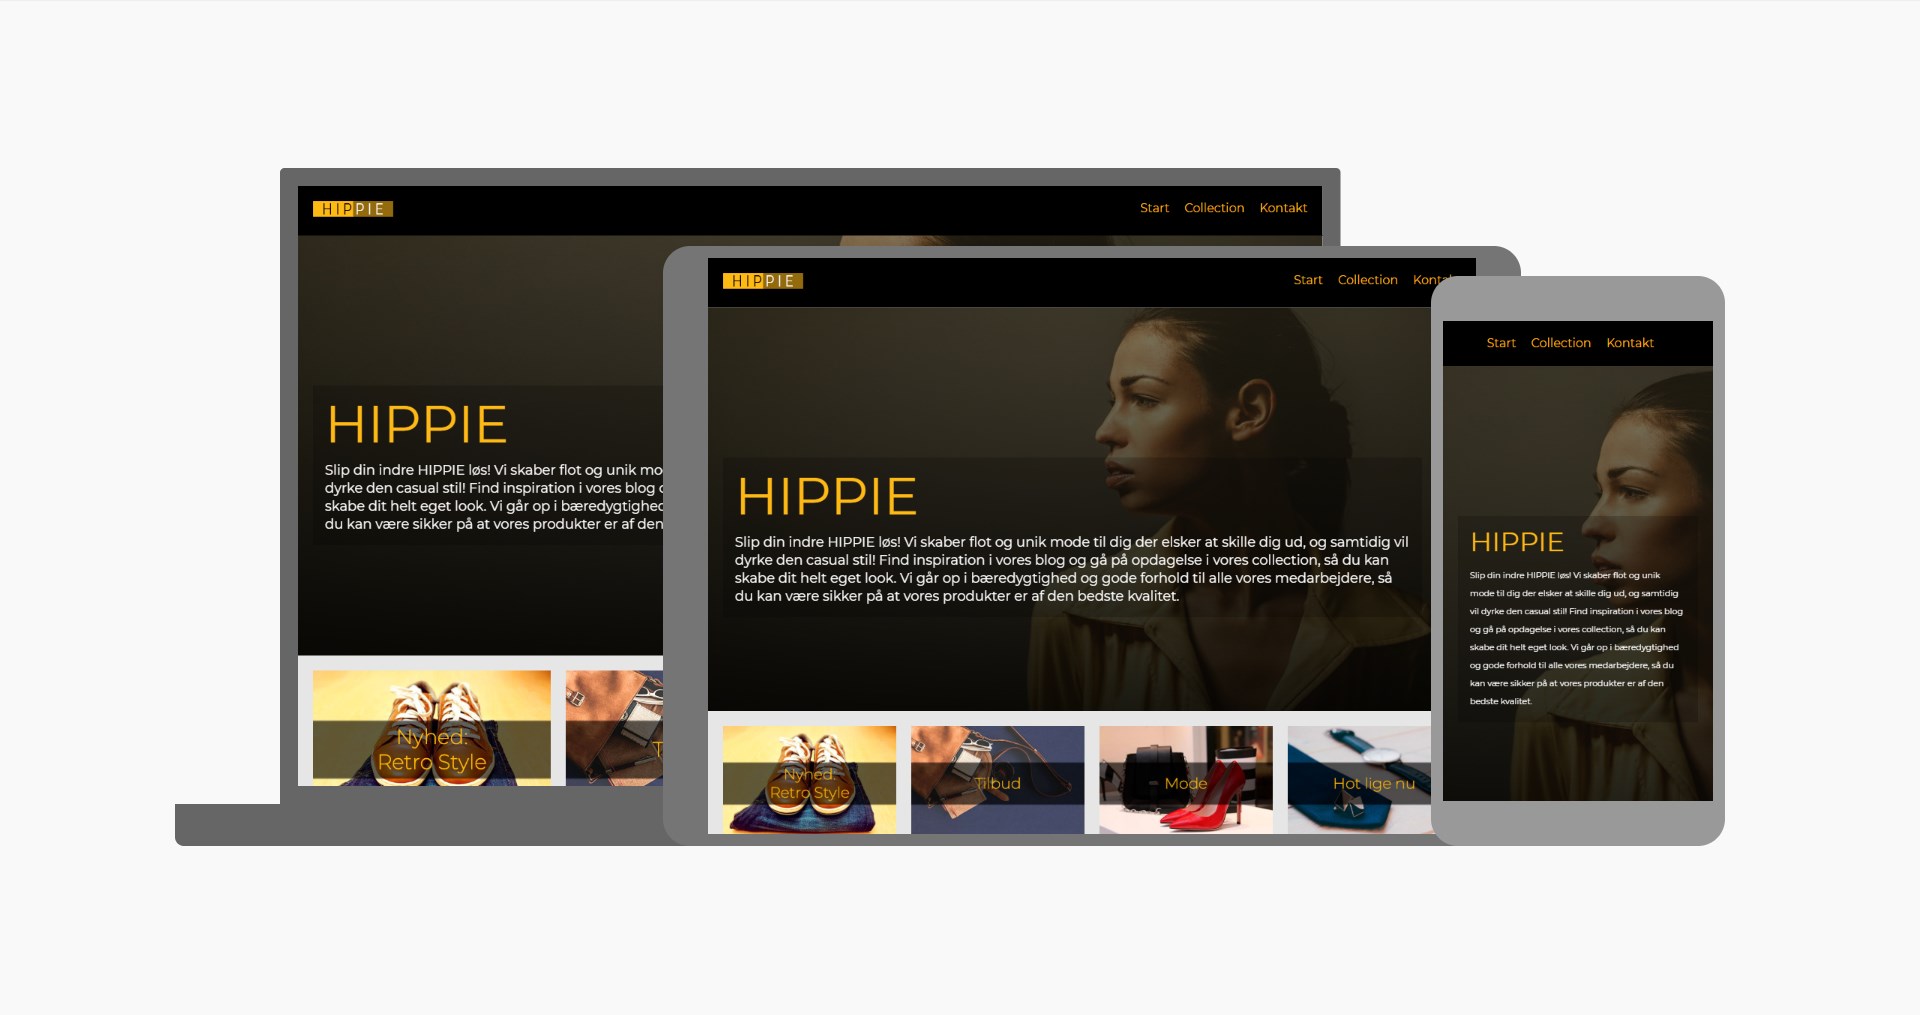 HIPPIE
Start Collection Kontakt
HIPPIE
Slip din indre HIPPIE løs! Vi skaber flot og unik
dyrke den casual stil! Find inspiration i vores blog
skabe dit helt eget look. Vi går op i
du kan være sikker på at vores produkter er af den
Nyhed:
Retro Style
HIPPIE
Start Collection
HIPPIE
Slip din indre HIPPIE løs! Vi skaber flot og unik mode til dig der elsker at skille dig ud, og samtidig vil
dyrke den casual stil! Find inspiration i vores blog og gå på opdagelse i vores collection, så du kan
skabe dit helt eget look. Vi går op i bæredygtighed og gode forhold til alle vores medarbejdere, så
du kan være sikker på at vores produkter er af den bedste kvalitet.
Nyhed:
Retro Style
Tilbud
Mode
Hot lige nu
Start Collection Kontakt
HIPPIE
Slip din indre HIPPIE løs! Vi skaber flot og unik
mode til dig der elsker at skille dig ud, og samtidig
vil dyrke den casual stil! Find inspiration i vores blog
og gå på opdagelse i vores collection, så du kan
skabe dit helt eget look. Vi går op i bæredygtighed
og gode forhold til alle vores medarbejdere, så du
kan være sikker på at vores produkter er af den
bedste kvalitet.